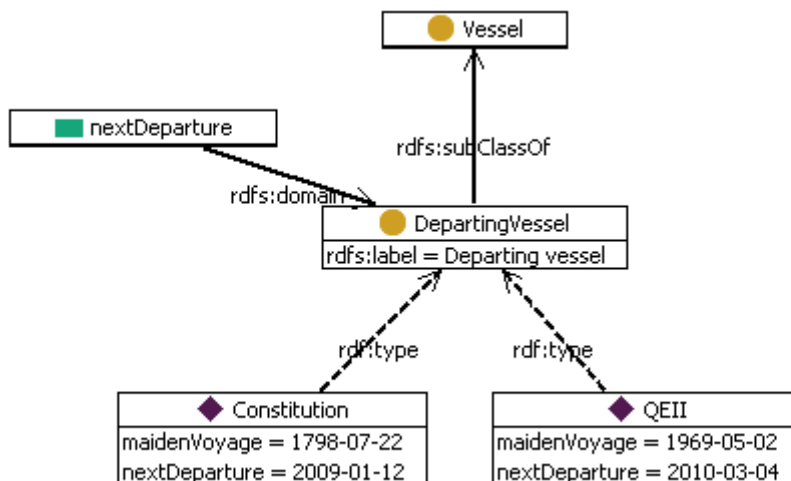 Vessel
nextDeparture
rdfs:subClassOf
rdfs:domain
DepartingVessel
rdfs:label = Departing vessel
rdf:type
rdf:type
Constitution
maidenVoyage = 1798-07-22
nextDeparture = 2009-01-12
QEII
maidenVoyage = 1969-05-02
nextDeparture = 2010-03-04